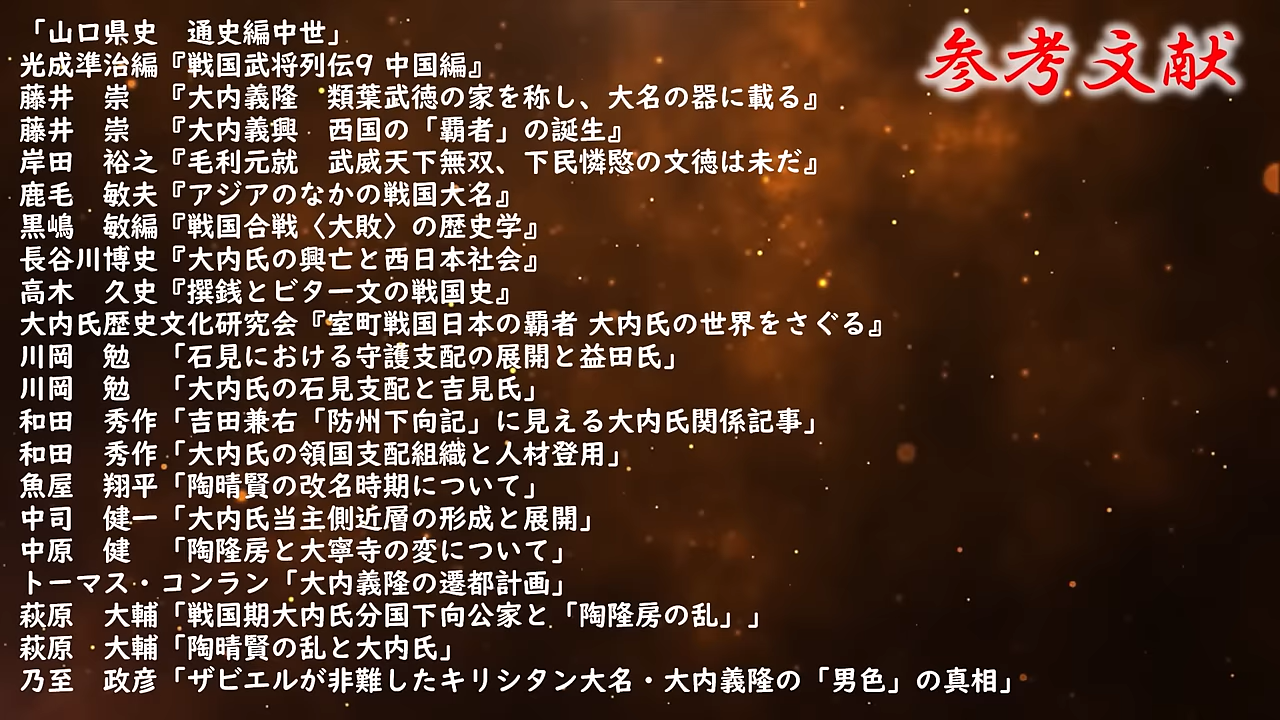 参考文献
「山口県史　通史編中世」
光成準治編『戦国武将列伝9 中国編』
藤井　崇　『大内義隆　類葉武徳の家を称し、大名の器に載る』
藤井　崇　『大内義興　西国の「覇者」の誕生』
岸田　裕之『毛利元就　武威天下無双、下民憐愍の文徳は未だ』
鹿毛　敏夫『アジアのなかの戦国大名』
黒嶋　敏編『戦国合戦〈大敗〉の歴史学』
長谷川博史『大内氏の興亡と西日本社会』
高木　久史『撰銭とビタ一文の戦国史』
大内氏歴史文化研究会『室町戦国日本の覇者 大内氏の世界をさぐる』
川岡　勉　「石見における守護支配の展開と益田氏」
川岡　勉　「大内氏の石見支配と吉見氏」
和田　秀作「吉田兼右「防州下向記」に見える大内氏関係記事」
和田　秀作「大内氏の領国支配組織と人材登用」
魚屋　翔平「陶晴賢の改名時期について」
中司　健一「大内氏当主側近層の形成と展開」
中原　健　「陶隆房と大寧寺の変について」
トーマス・コンラン「大内義隆の遷都計画」
萩原　大輔「戦国期大内氏分国下向公家と「陶隆房の乱」」
萩原　大輔「陶晴賢の乱と大内氏」
乃至　政彦「ザビエルが非難したキリシタン大名・大内義隆の「男色」の真相」